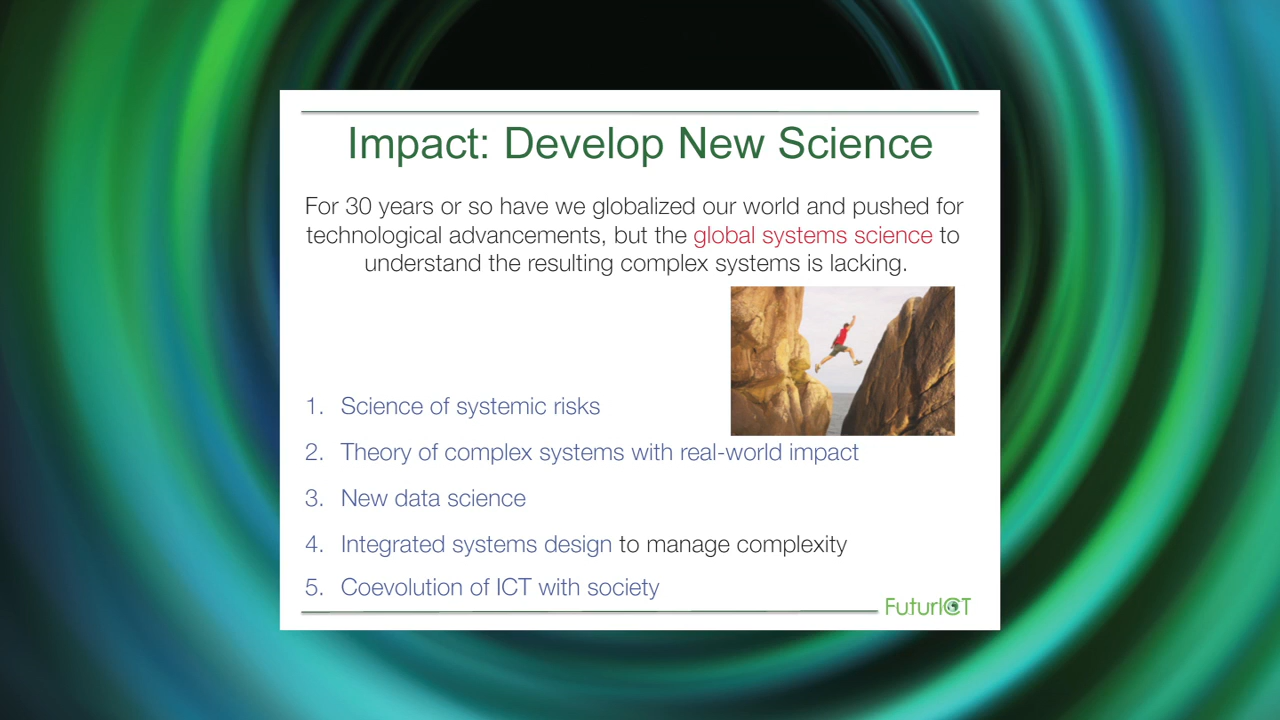 Impact: Develop New Science
For 30 years or so have we globalized our world and pushed for
technological advancements, but the global systems science to
understand the resulting complex systems is lacking.
1. Science of systemic risks
2. Theory of complex systems with real-world impact
3. New data science
4. Integrated systems design to manage complexity
5. Coevolution of ICT with society
FuturICT